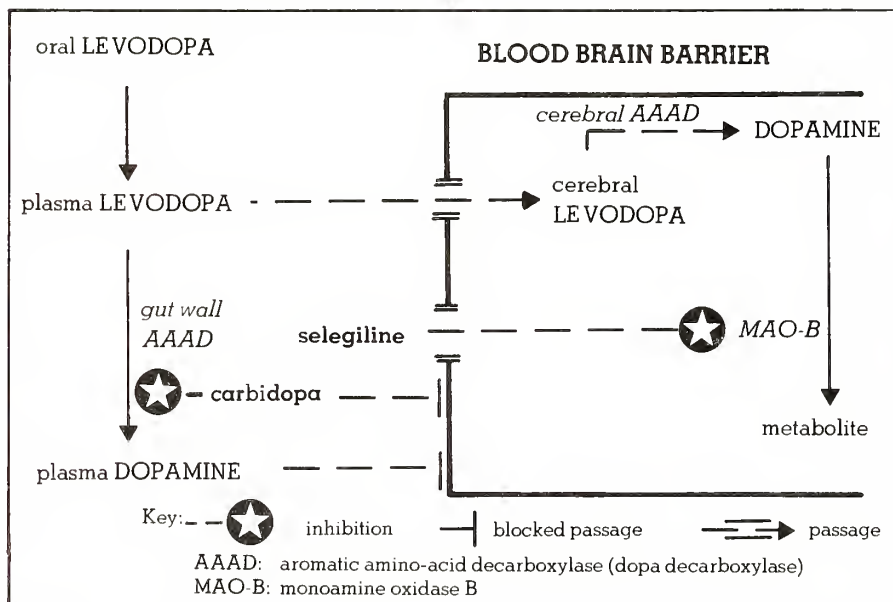 oral LEVODOPA
BLOOD BRAIN BARRIER
cerebral AAAD
DOPAMINE
plasma LEVODOPA
cerebral
LEVODOPA
gut wall
AAAD
selegiline
MAO-B
carbidopa
metabolite
plasma DOPAMINE
Key:
inhibition
blocked passage
passage
AAAD: aromatic amino-acid decarboxylase (dopa decarboxylase)
MAO-B: monoamine oxidase B